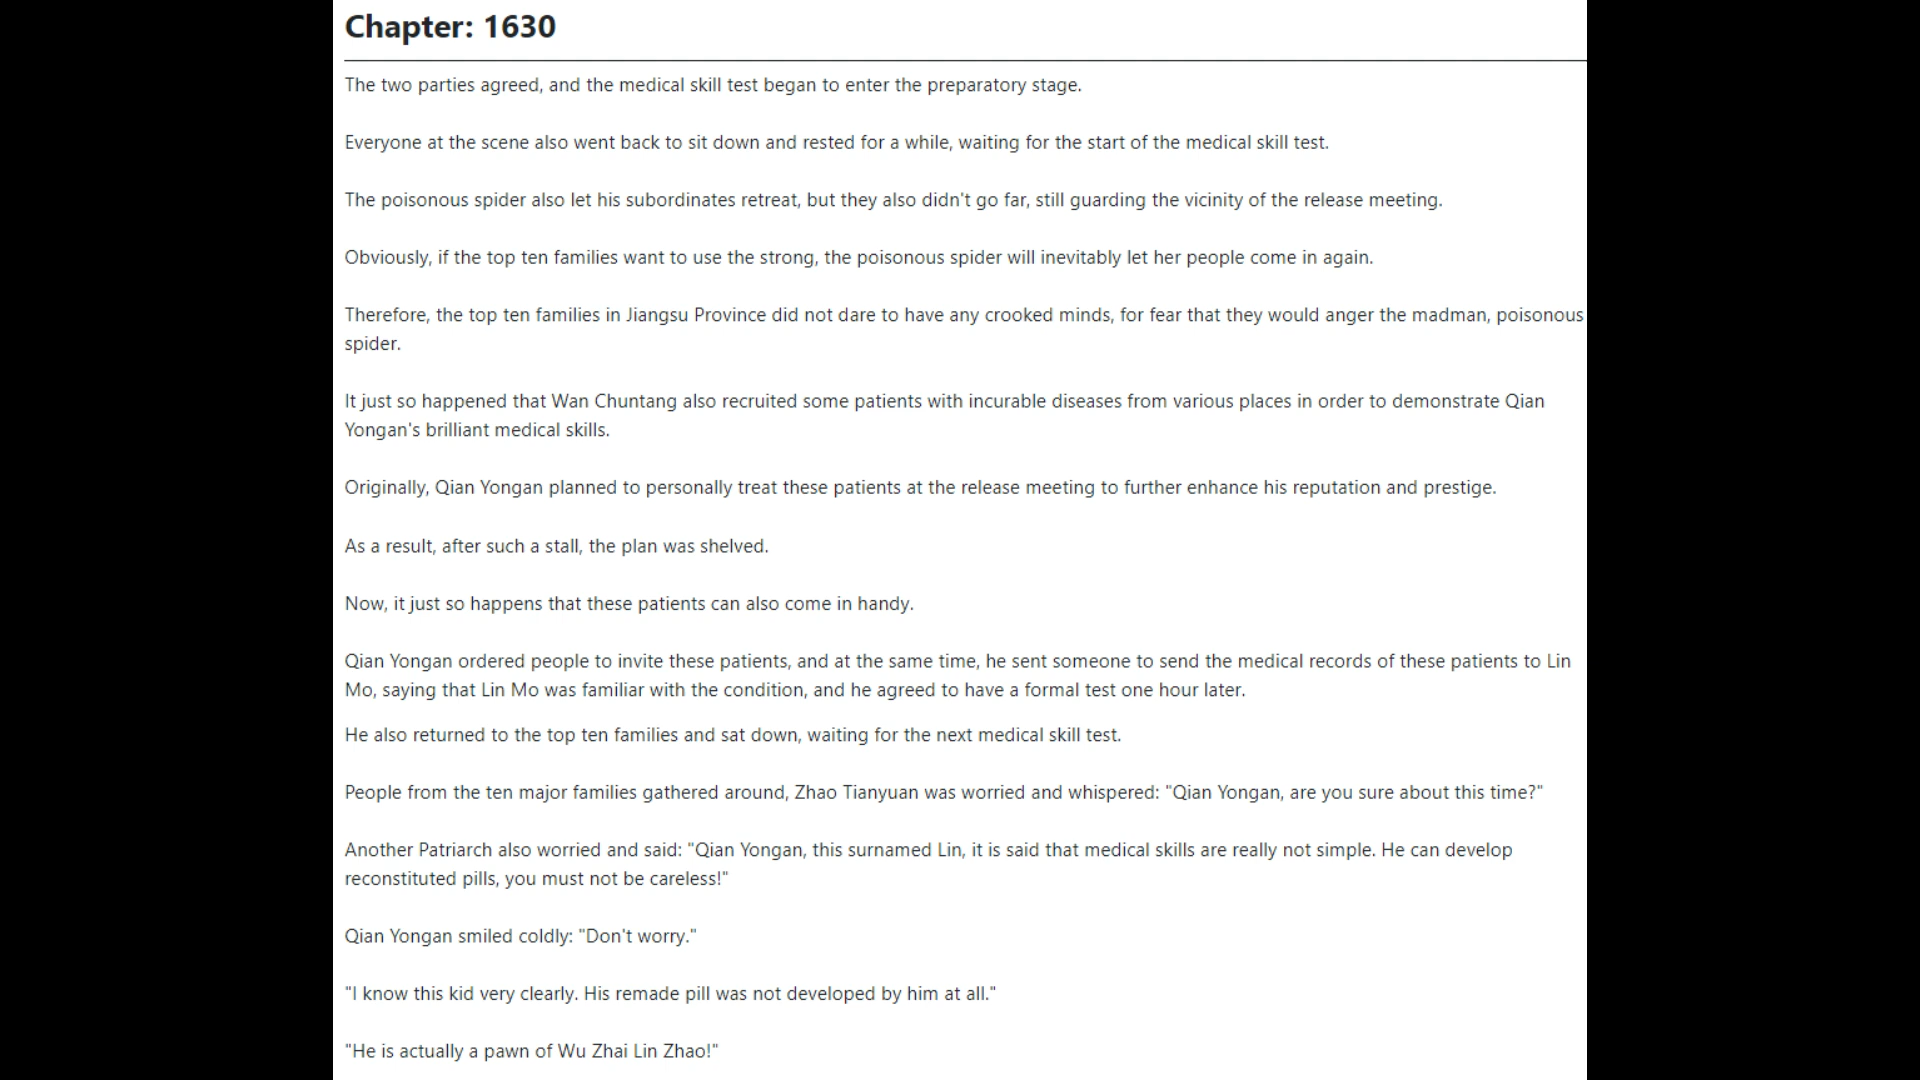 Chapter: 1630
The two parties agreed, and the medical skill test began to enter the preparatory stage.
Everyone at the scene also went back to sit down and rested for a while, waiting for the start of the medical skill test.
The poisonous spider also let his subordinates retreat, but they also didn't go far, still guarding the vicinity of the release meeting.
Obviously, if the top ten families want to use the strong, the poisonous spider will inevitably let her people come in again.
Therefore, the top ten families in Jiangsu Province did not dare to have any crooked minds, for fear that they would anger the madman, poisonous
spider.
It just so happened that Wan Chuntang also recruited some patients with incurable diseases from various places in order to demonstrate Qian
Yongan's brilliant medical skills.
Originally, Qian Yongan planned to personally treat these patients at the release meeting to further enhance his reputation and prestige.
As a result, after such a stall, the plan was shelved.
Now, it just so happens that these patients can also come in handy.
Qian Yongan ordered people to invite these patients, and at the same time, he sent someone to send the medical records of these patients to Lin
Mo, saying that Lin Mo was familiar with the condition, and he agreed to have a formal test one hour later.
He also returned to the top ten families and sat down, waiting for the next medical skill test.
People from the ten major families gathered around, Zhao Tianyuan was worried and whispered: "Qian Yongan, are you sure about this time?"
Another Patriarch also worried and said: "Qian Yongan, this surnamed Lin, it is said that medical skills are really not simple. He can develop
reconstituted pills, you must not be careless!"
Qian Yongan smiled coldly: "Don't worry."
"I know this kid very clearly. His remade pill was not developed by him at all."
"He is actually a pawn of Wu Zhai Lin Zhao!"